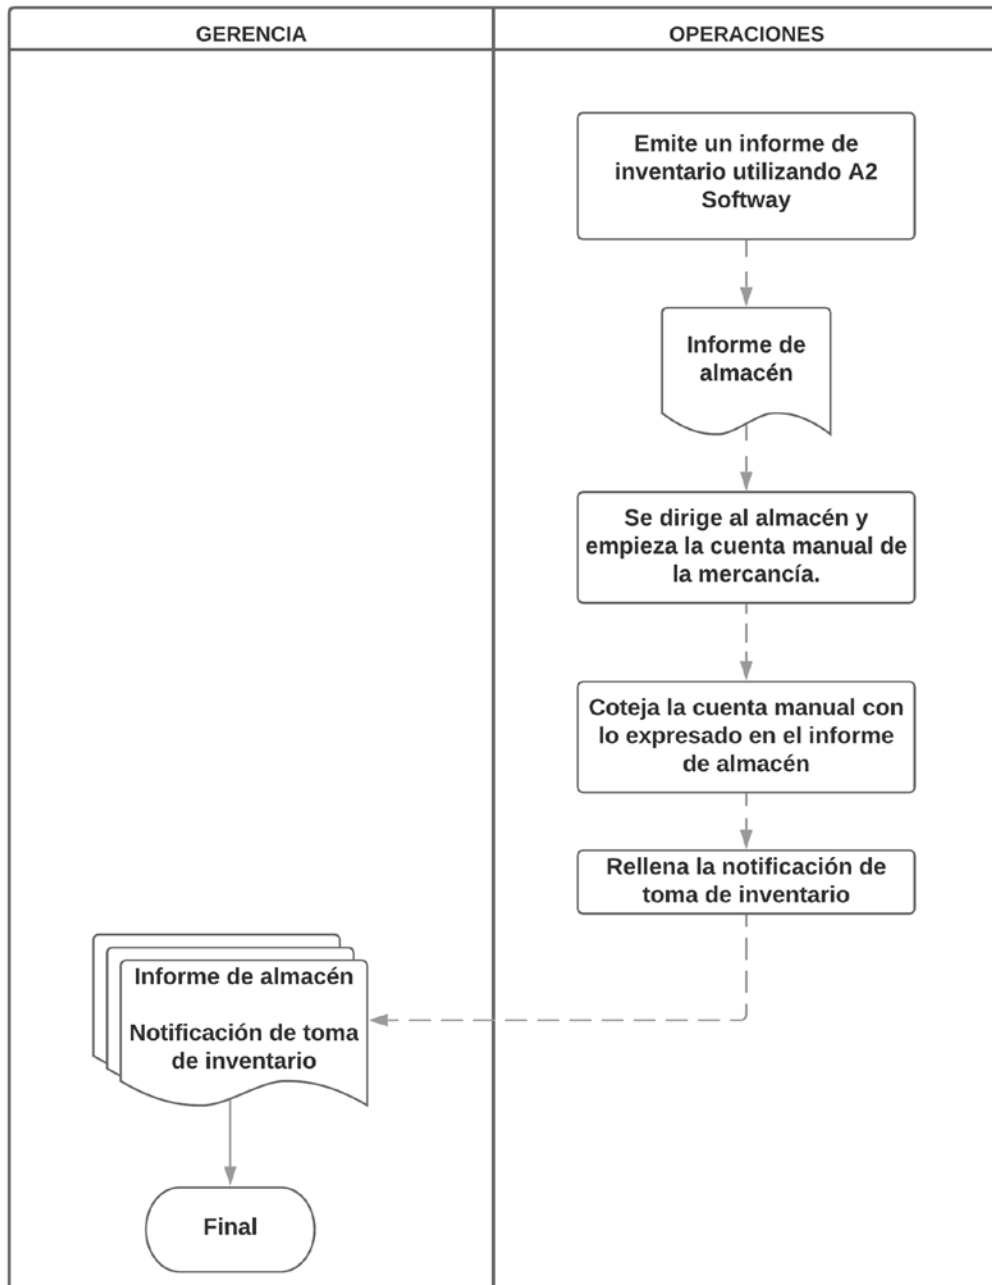 GERENCIA
OPERACIONES
Emite un informe de
inventario utilizando A2
Softway
Informe de
almacén
Se dirige al almacén y
empieza la cuenta manual de
la mercancía.
Coteja la cuenta manual con
lo expresado en el informe
de almacén
Rellena la notificación de
toma de inventario
Informe de almacén
Notificación de toma
de inventario
Final